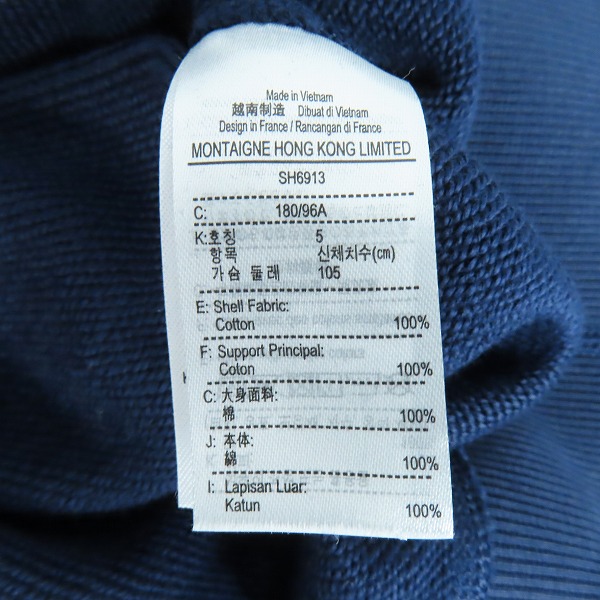 Made in Vietnam
越南制造 Dibuat di Vietnam
Design in France / Rancangan di France
MONTAIGNE HONG KONG LIMITED
SH6913
C: 180/96A
K:호칭 5
항목 신체치수(cm)
가슴 둘레 105
E: Shell Fabric:
Cotton 100%
F: Support Principal:
Coton 100%
C: 大身面料:
棉 100%
J: 本体:
綿 100%
I: Lapisan Luar:
Katun 100%